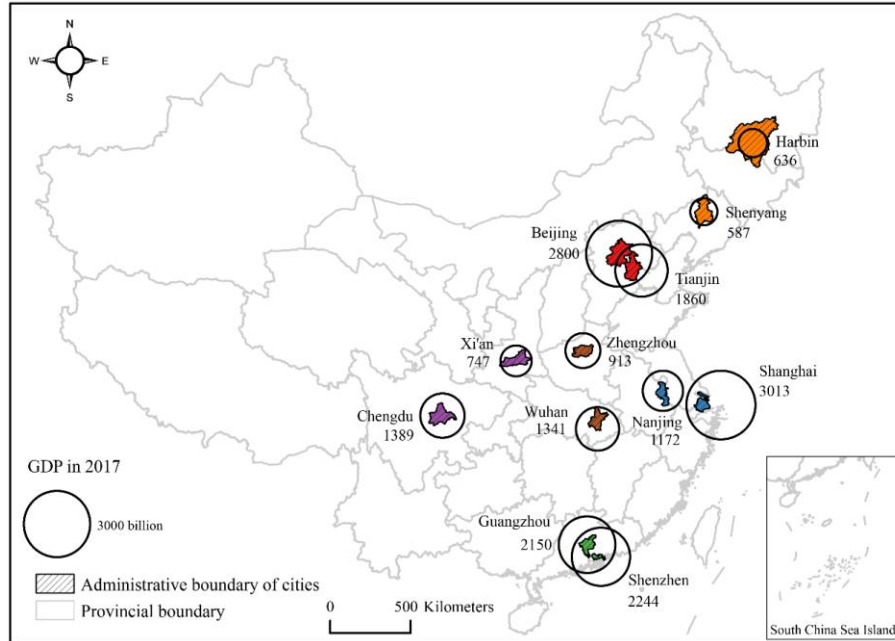 N
W E
S
Harbin
636
Shenyang
587
Beijing
2800
Tianjin
1860
Xi'an
747
Zhengzhou
913
Shanghai
3013
Chengdu
1389
Wuhan
1341
Nanjing
1172
GDP in 2017
3000 billion
Guangzhou
2150
Shenzhen
2244
Administrative boundary of cities
Provincial boundary
0 500 Kilometers
South China Sea Island